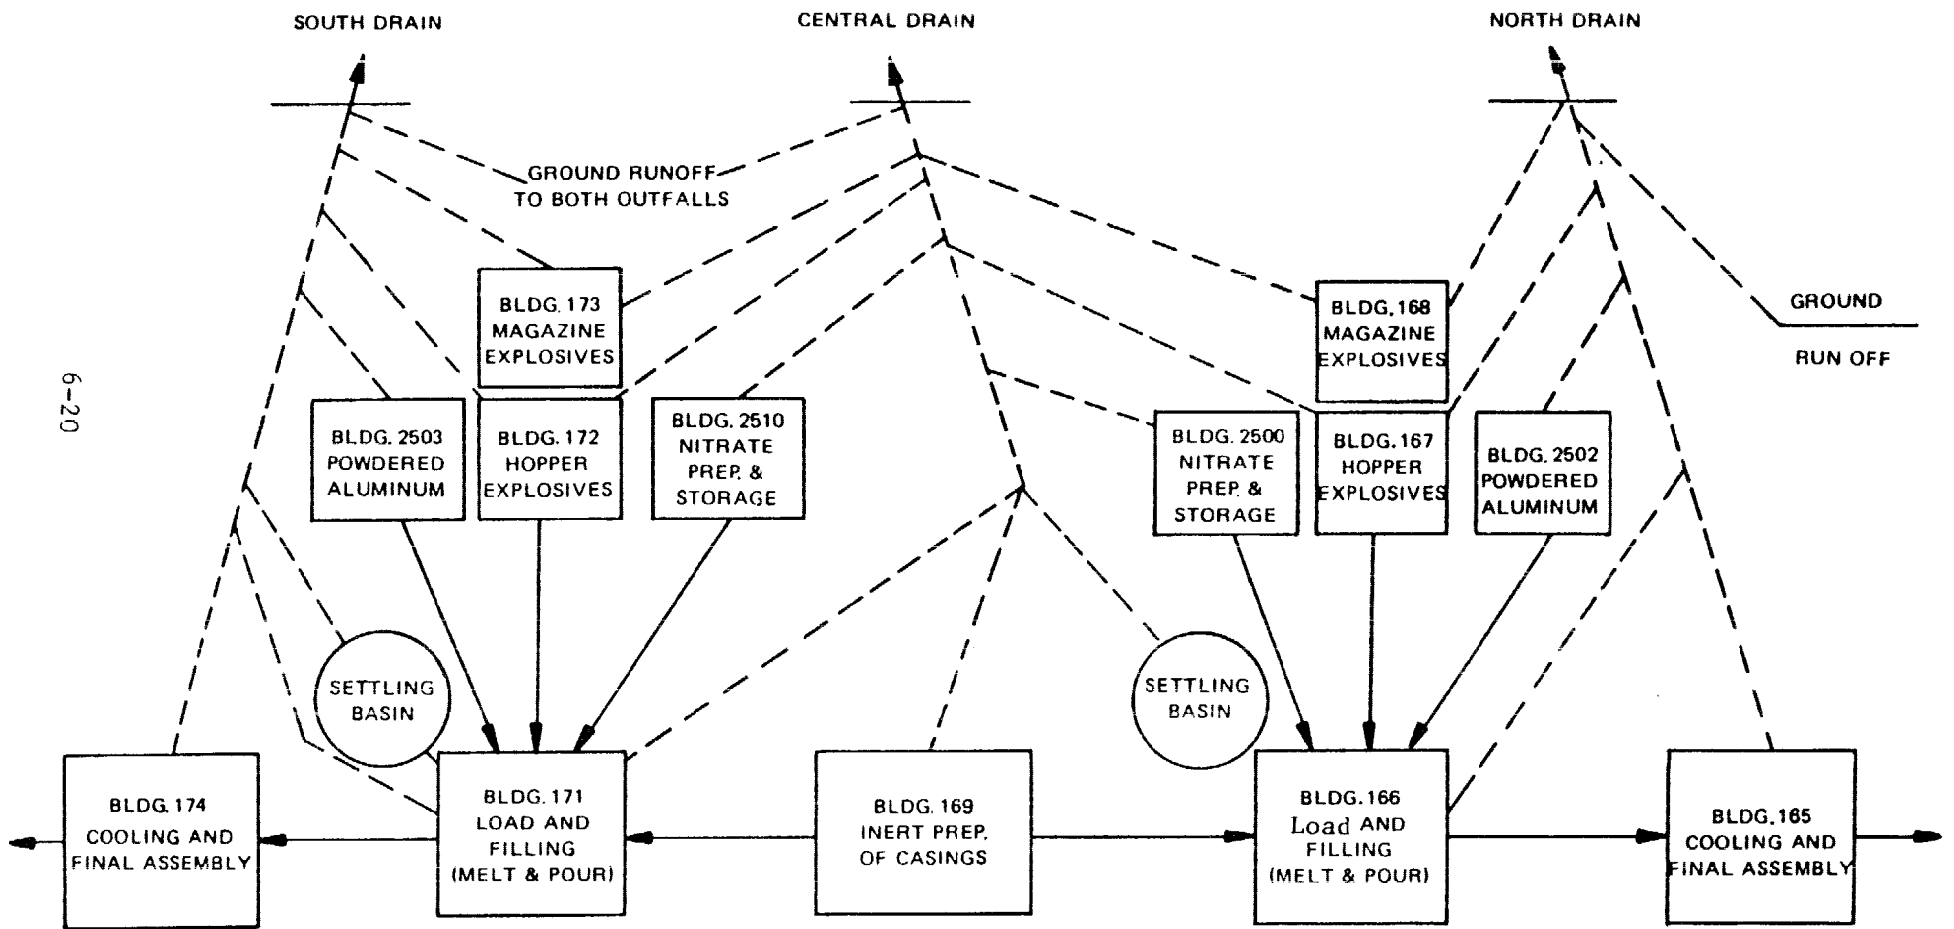 SOUTH DRAIN
CENTRAL DRAIN
NORTH DRAIN
GROUND RUNOFF
TO BOTH OUTFALLS
GROUND
RUN OFF
6-20
BLDG. 173
MAGAZINE
EXPLOSIVES
BLDG. 168
MAGAZINE
EXPLOSIVES
BLDG. 2503
POWDERED
ALUMINUM
BLDG. 172
HOPPER
EXPLOSIVES
BLDG. 2510
NITRATE
PREP. &
STORAGE
BLDG. 2500
NITRATE
PREP. &
STORAGE
BLDG. 167
HOPPER
EXPLOSIVES
BLDG. 2502
POWDERED
ALUMINUM
SETTLING
BASIN
SETTLING
BASIN
BLDG. 174
COOLING AND
FINAL ASSEMBLY
BLDG. 171
LOAD AND
FILLING
(MELT & POUR)
BLDG. 169
INERT PREP.
OF CASINGS
BLDG. 166
Load AND
FILLING
(MELT & POUR)
BLDG. 165
COOLING AND
FINAL ASSEMBLY